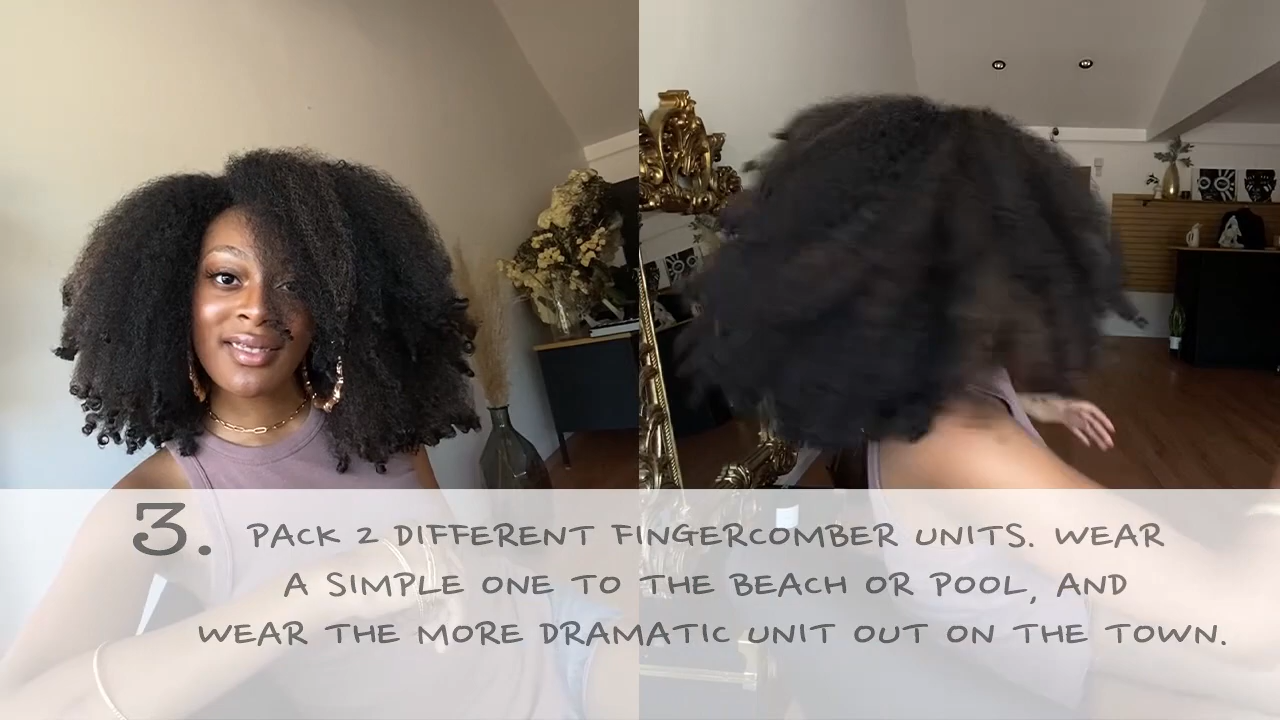 3. PACK 2 DIFFERENT FINGERCOMBER UNITS. WEAR
A SIMPLE ONE TO THE BEACH OR POOL, AND
WEAR THE MORE DRAMATIC UNIT OUT ON THE TOWN.